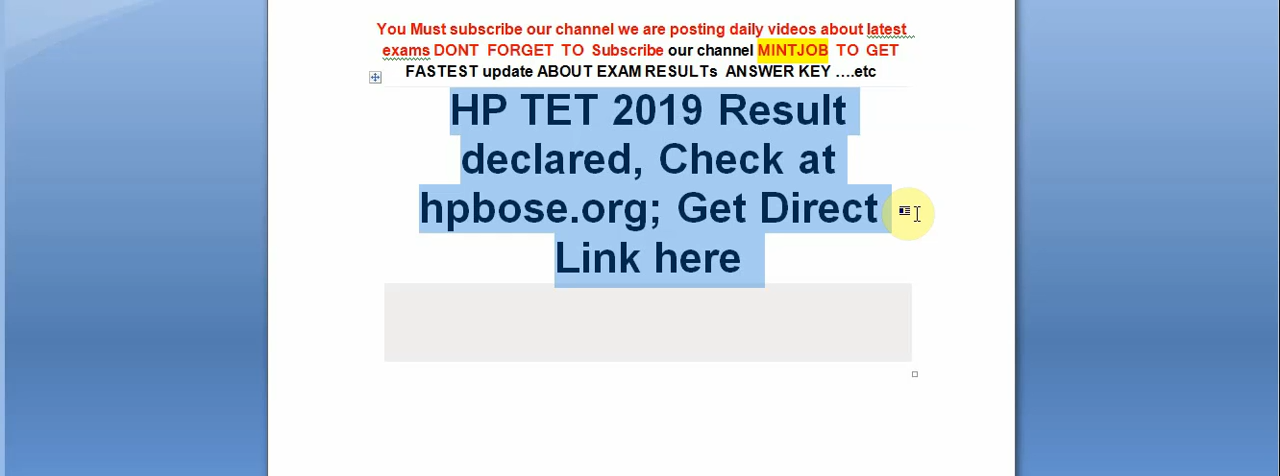 You Must subscribe our channel we are posting daily videos about latest
exams DONT FORGET TO Subscribe our channel MINTJOB TO GET
FASTEST update ABOUT EXAM RESULTs ANSWER KEY ....etc
HP TET 2019 Result
declared, Check at
hpbose.org; Get Direct
Link here